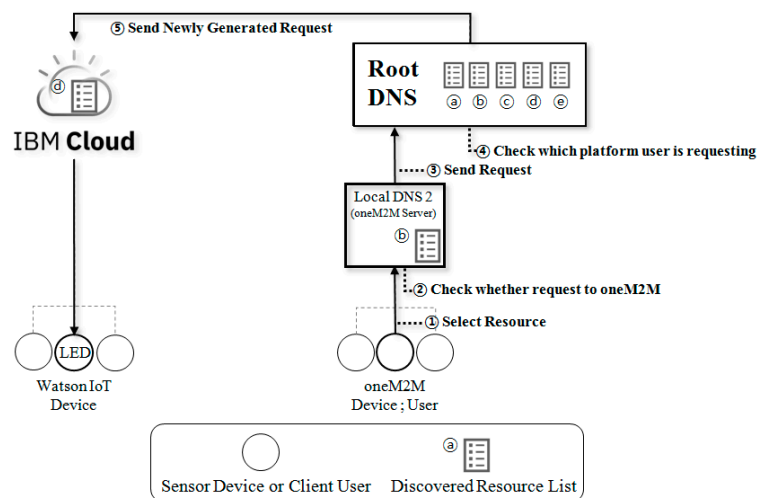 ⑤ Send Newly Generated Request
Root
DNS
ⓐ ⓑ ⓒ ⓓ ⓔ
ⓓ
IBM Cloud
④ Check which platform user is requesting
③ Send Request
Local DNS 2
(oneM2M Server)
ⓑ
② Check whether request to oneM2M
① Select Resource
LED
Watson IoT
Device
oneM2M
Device ; User
ⓐ
Sensor Device or Client User
Discovered Resource List